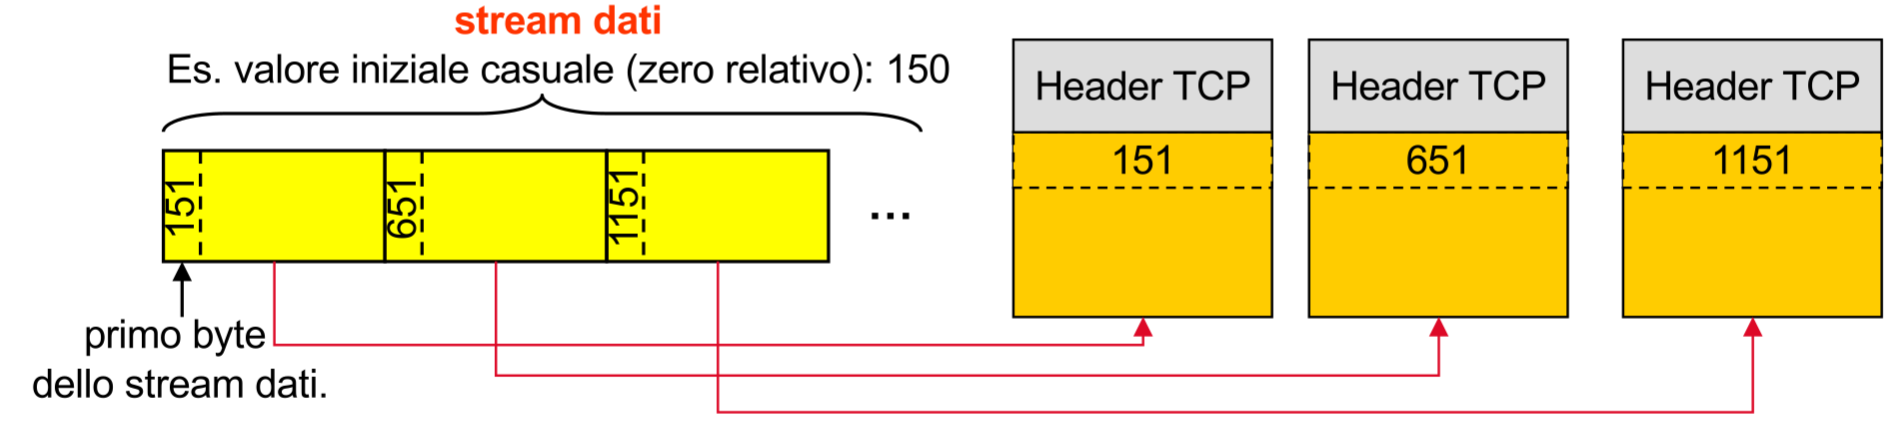 stream dati
Es. valore iniziale casuale (zero relativo): 150
151
651
1151
...
primo byte
dello stream dati.
Header TCP
151
Header TCP
651
Header TCP
1151